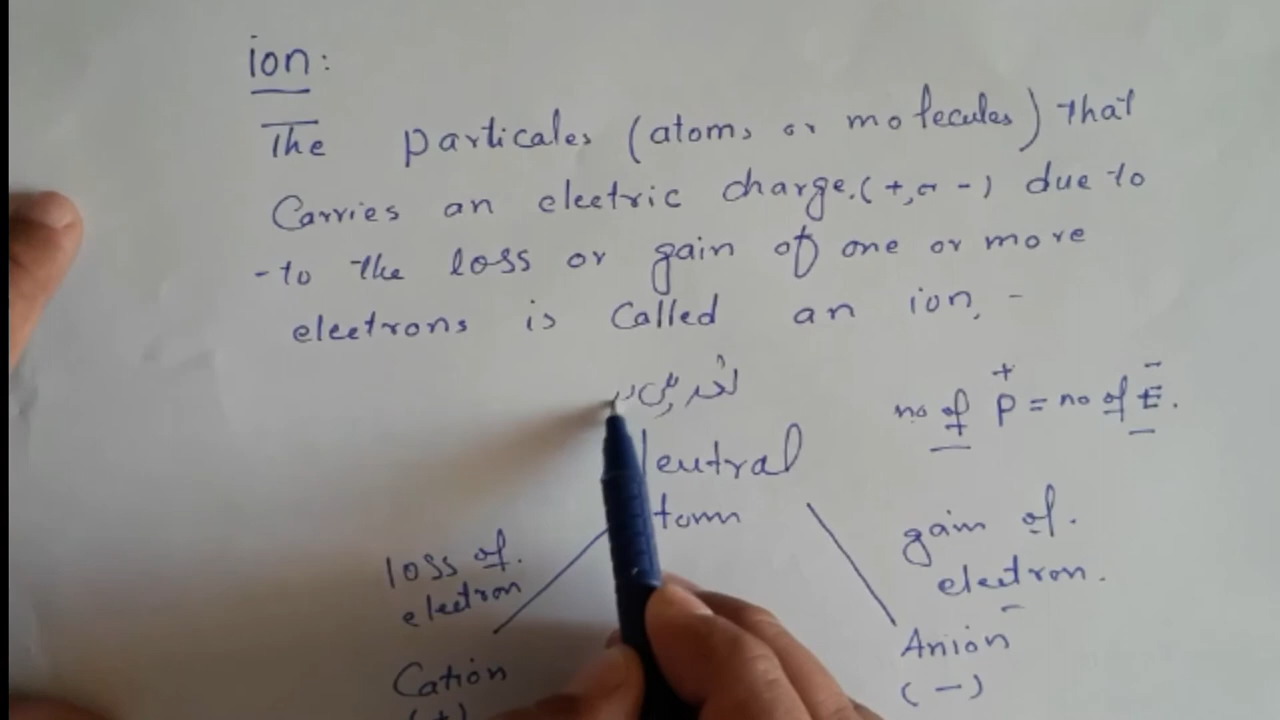 ion:
The particales (atoms or molecules) that
Carries an electric charge.(+, or -) due to
-to the loss or gain of one or more
electrons is called an ion, -
+ -
no of P = no of E.
eutral
tom
loss of.
electron
gain of.
electron.
Cation
(+)
Anion
(-)